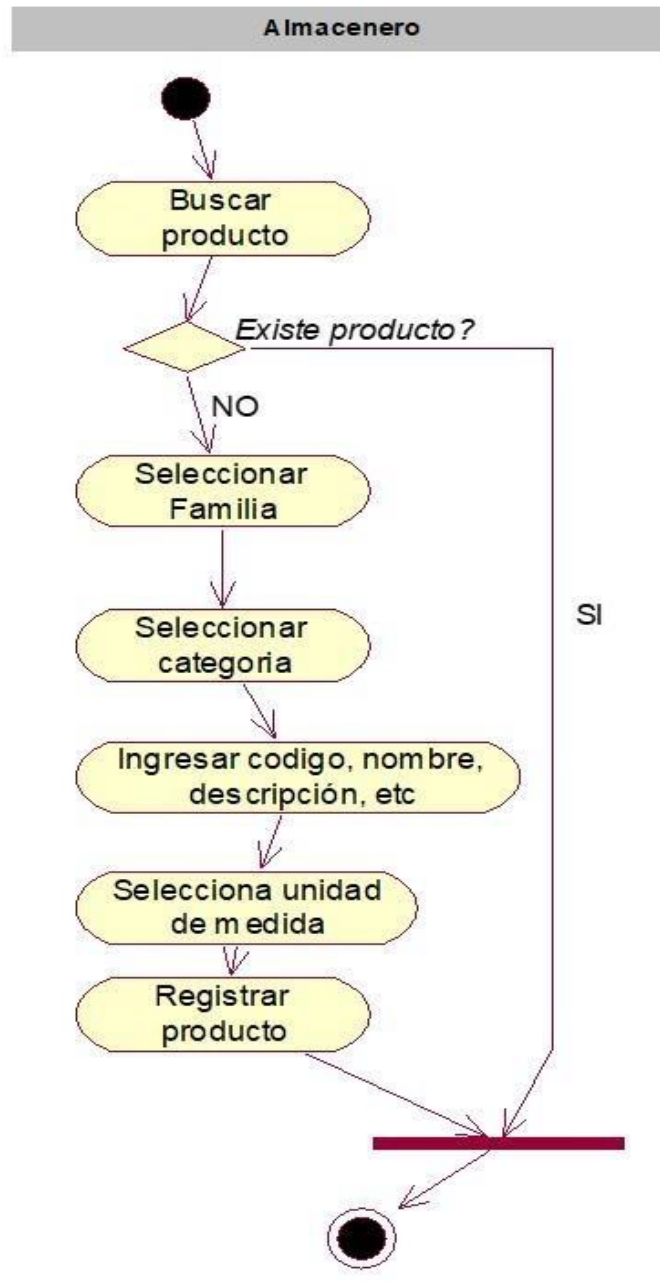 Almacenero
Buscar
producto
Existe producto?
NO
Seleccionar
Familia
SI
Seleccionar
categoria
Ingresar codigo, nombre,
descripción, etc
Selecciona unidad
de medida
Registrar
producto